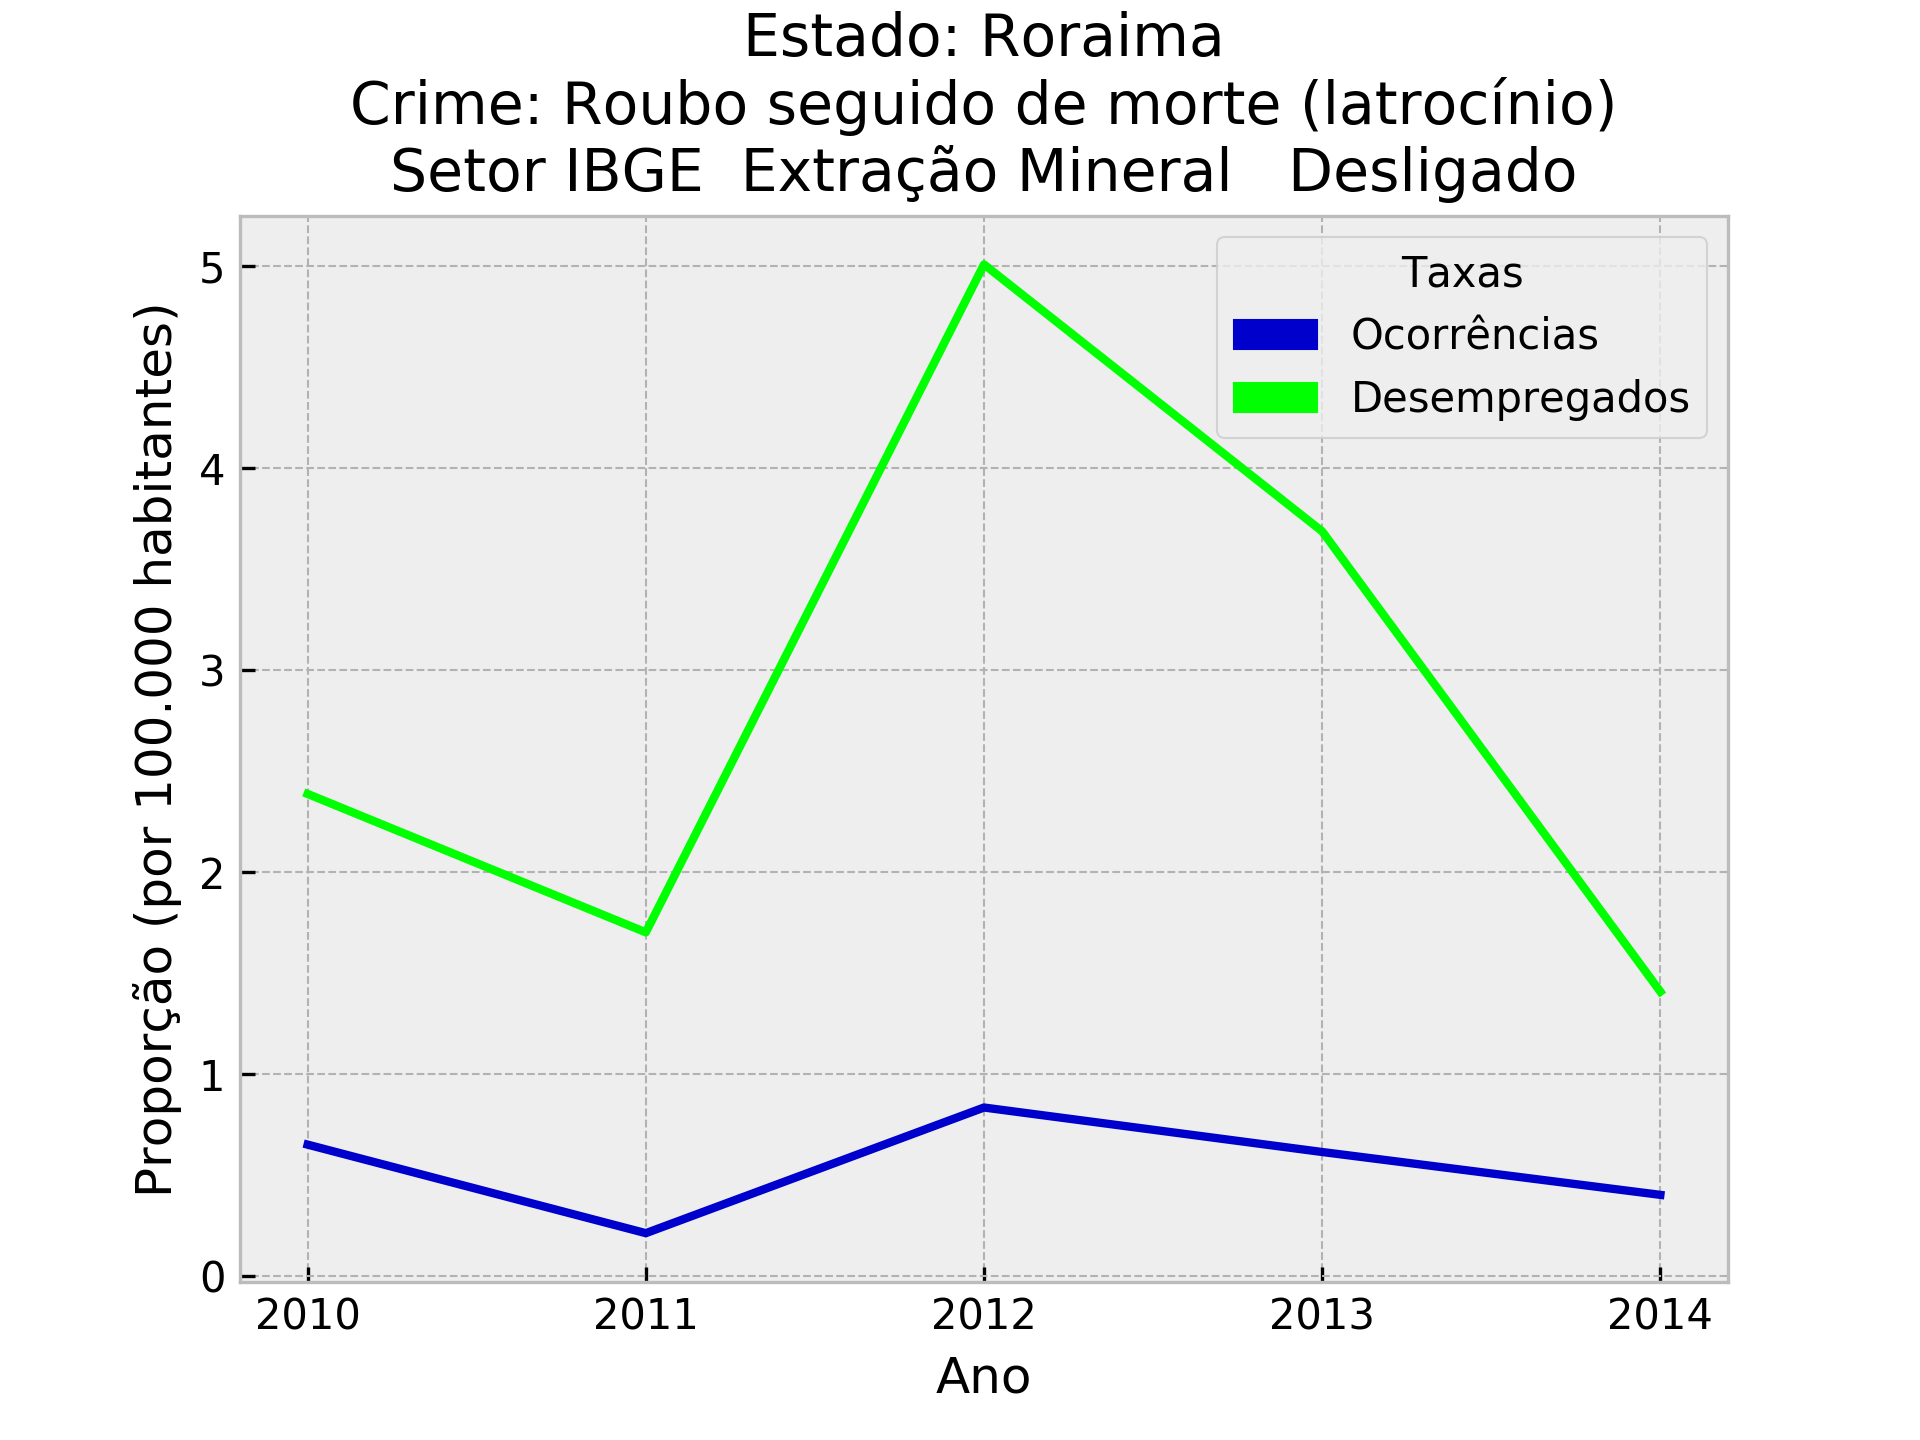 Estado: Roraima
Crime: Roubo seguido de morte (latrocínio)
Setor IBGE  Extração Mineral   Desligado
Taxas
Ocorrências
Desempregados
Proporção (por 100.000 habitantes)
5
4
3
2
1
0
2010 2011 2012 2013 2014
Ano